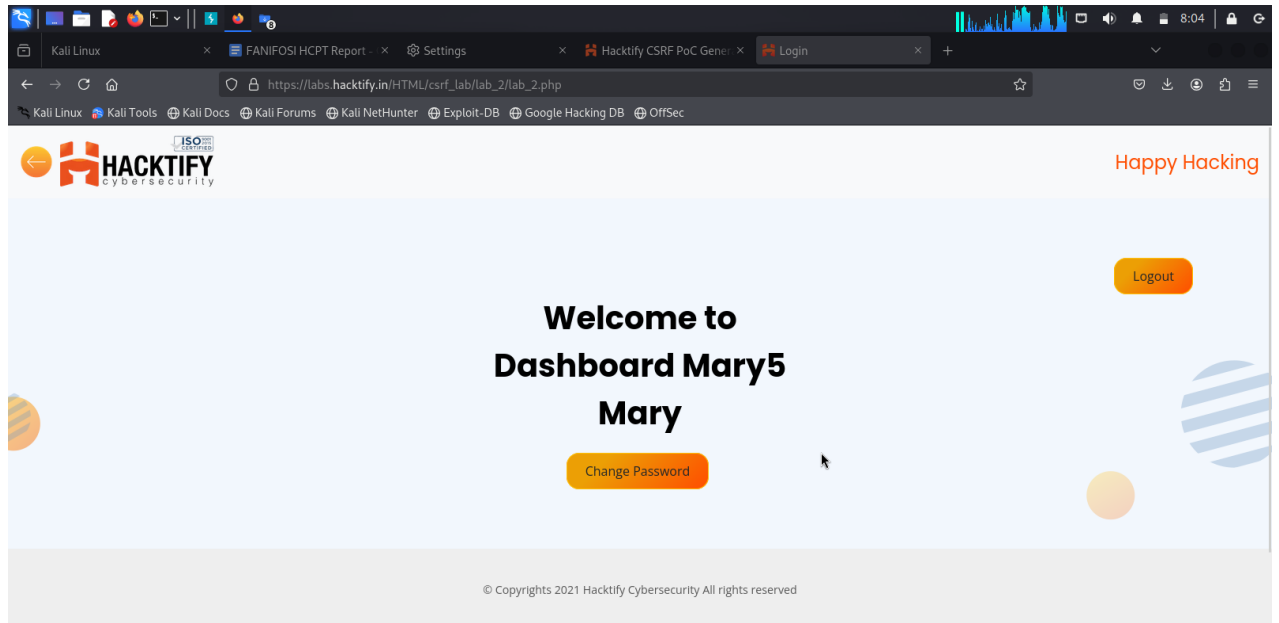 8
8:04
Kali Linux
FANIFOSI HCPT Report -
Settings
Hacktify CSRF PoC Gener
Login
https://labs.hacktify.in/HTML/csrf_lab/lab_2/lab_2.php
Kali Linux Kali Tools Kali Docs Kali Forums Kali NetHunter Exploit-DB Google Hacking DB OffSec
ISO
CERTIFIED
HACKTIFY
cybersecurity
Happy Hacking
Logout
Welcome to
Dashboard Mary5
Mary
Change Password
© Copyrights 2021 Hacktify Cybersecurity All rights reserved